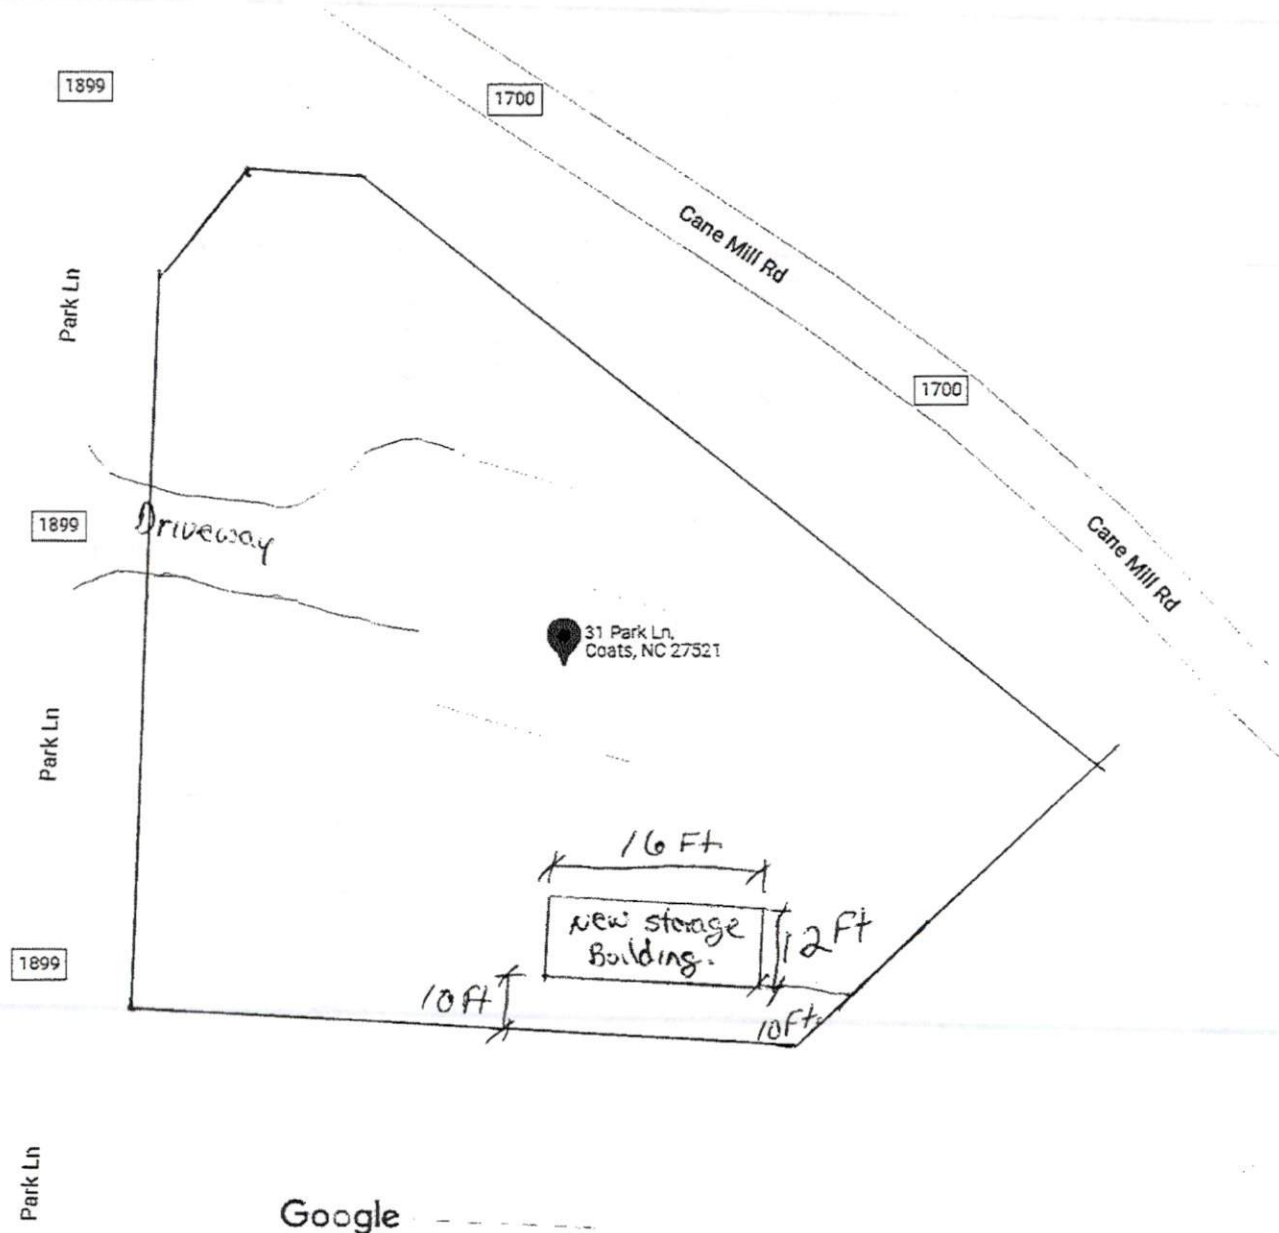 1899
1700
Cane Mill Rd
Park Ln
1700
1899
Driveway
Cane Mill Rd
31 Park Ln,
Coats, NC 27521
Park Ln
16 Ft.
New storage
Building.
12 Ft
1899
10 Ft
10 Ft.
Park Ln
Google